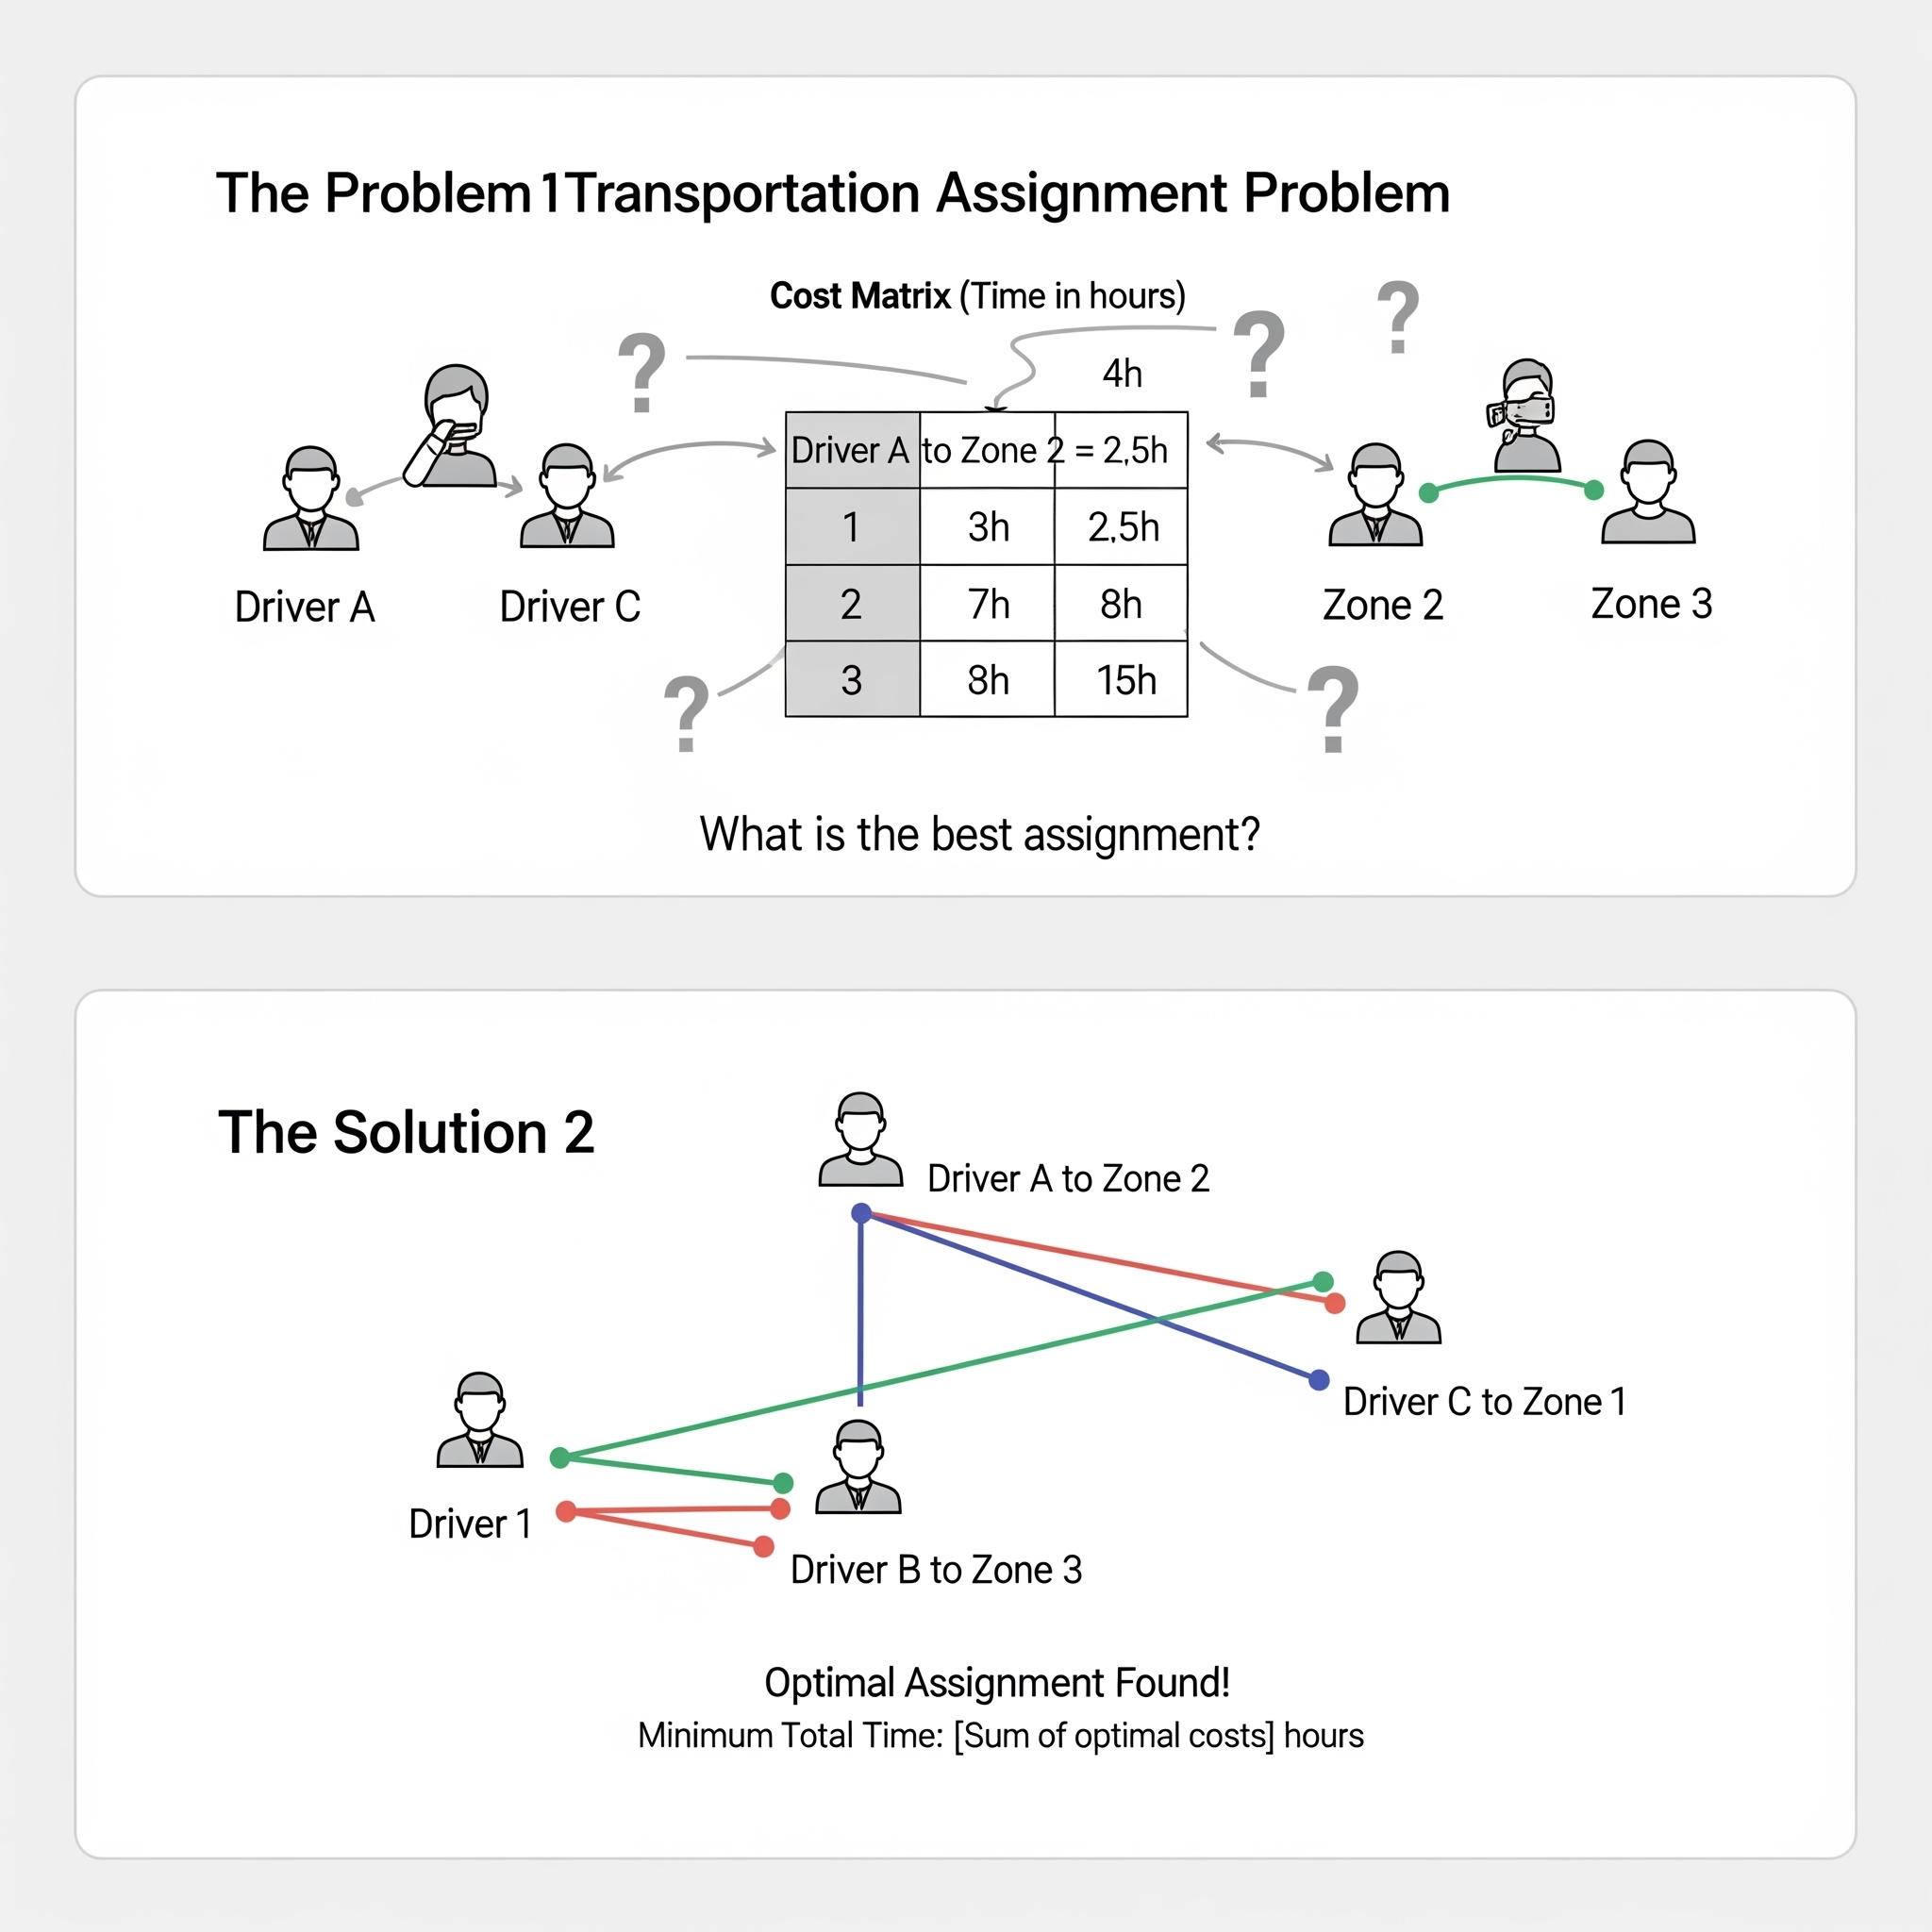 The Problem 1Transportation Assignment Problem
Cost Matrix (Time in hours)
?
?
?
4h
Driver A to Zone 2 = 2,5h
1 3h 2,5h
2 7h 8h
3 8h 15h
Driver A
Driver C
Zone 2
Zone 3
?
?
What is the best assignment?
The Solution 2
Driver A to Zone 2
Driver C to Zone 1
Driver 1
Driver B to Zone 3
Optimal Assignment Found!
Minimum Total Time: [Sum of optimal costs] hours